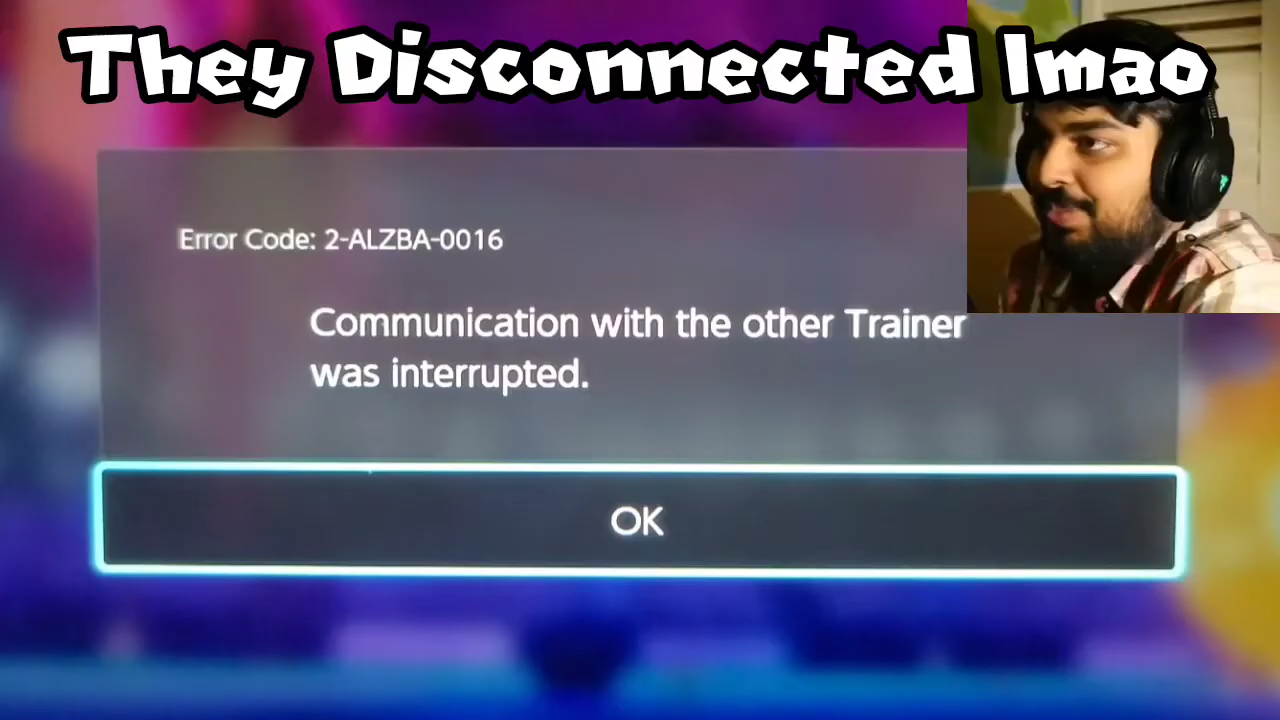 They Disconnected lmao
Error Code: 2-ALZBA-0016
Communication with the other Trainer
was interrupted.
OK